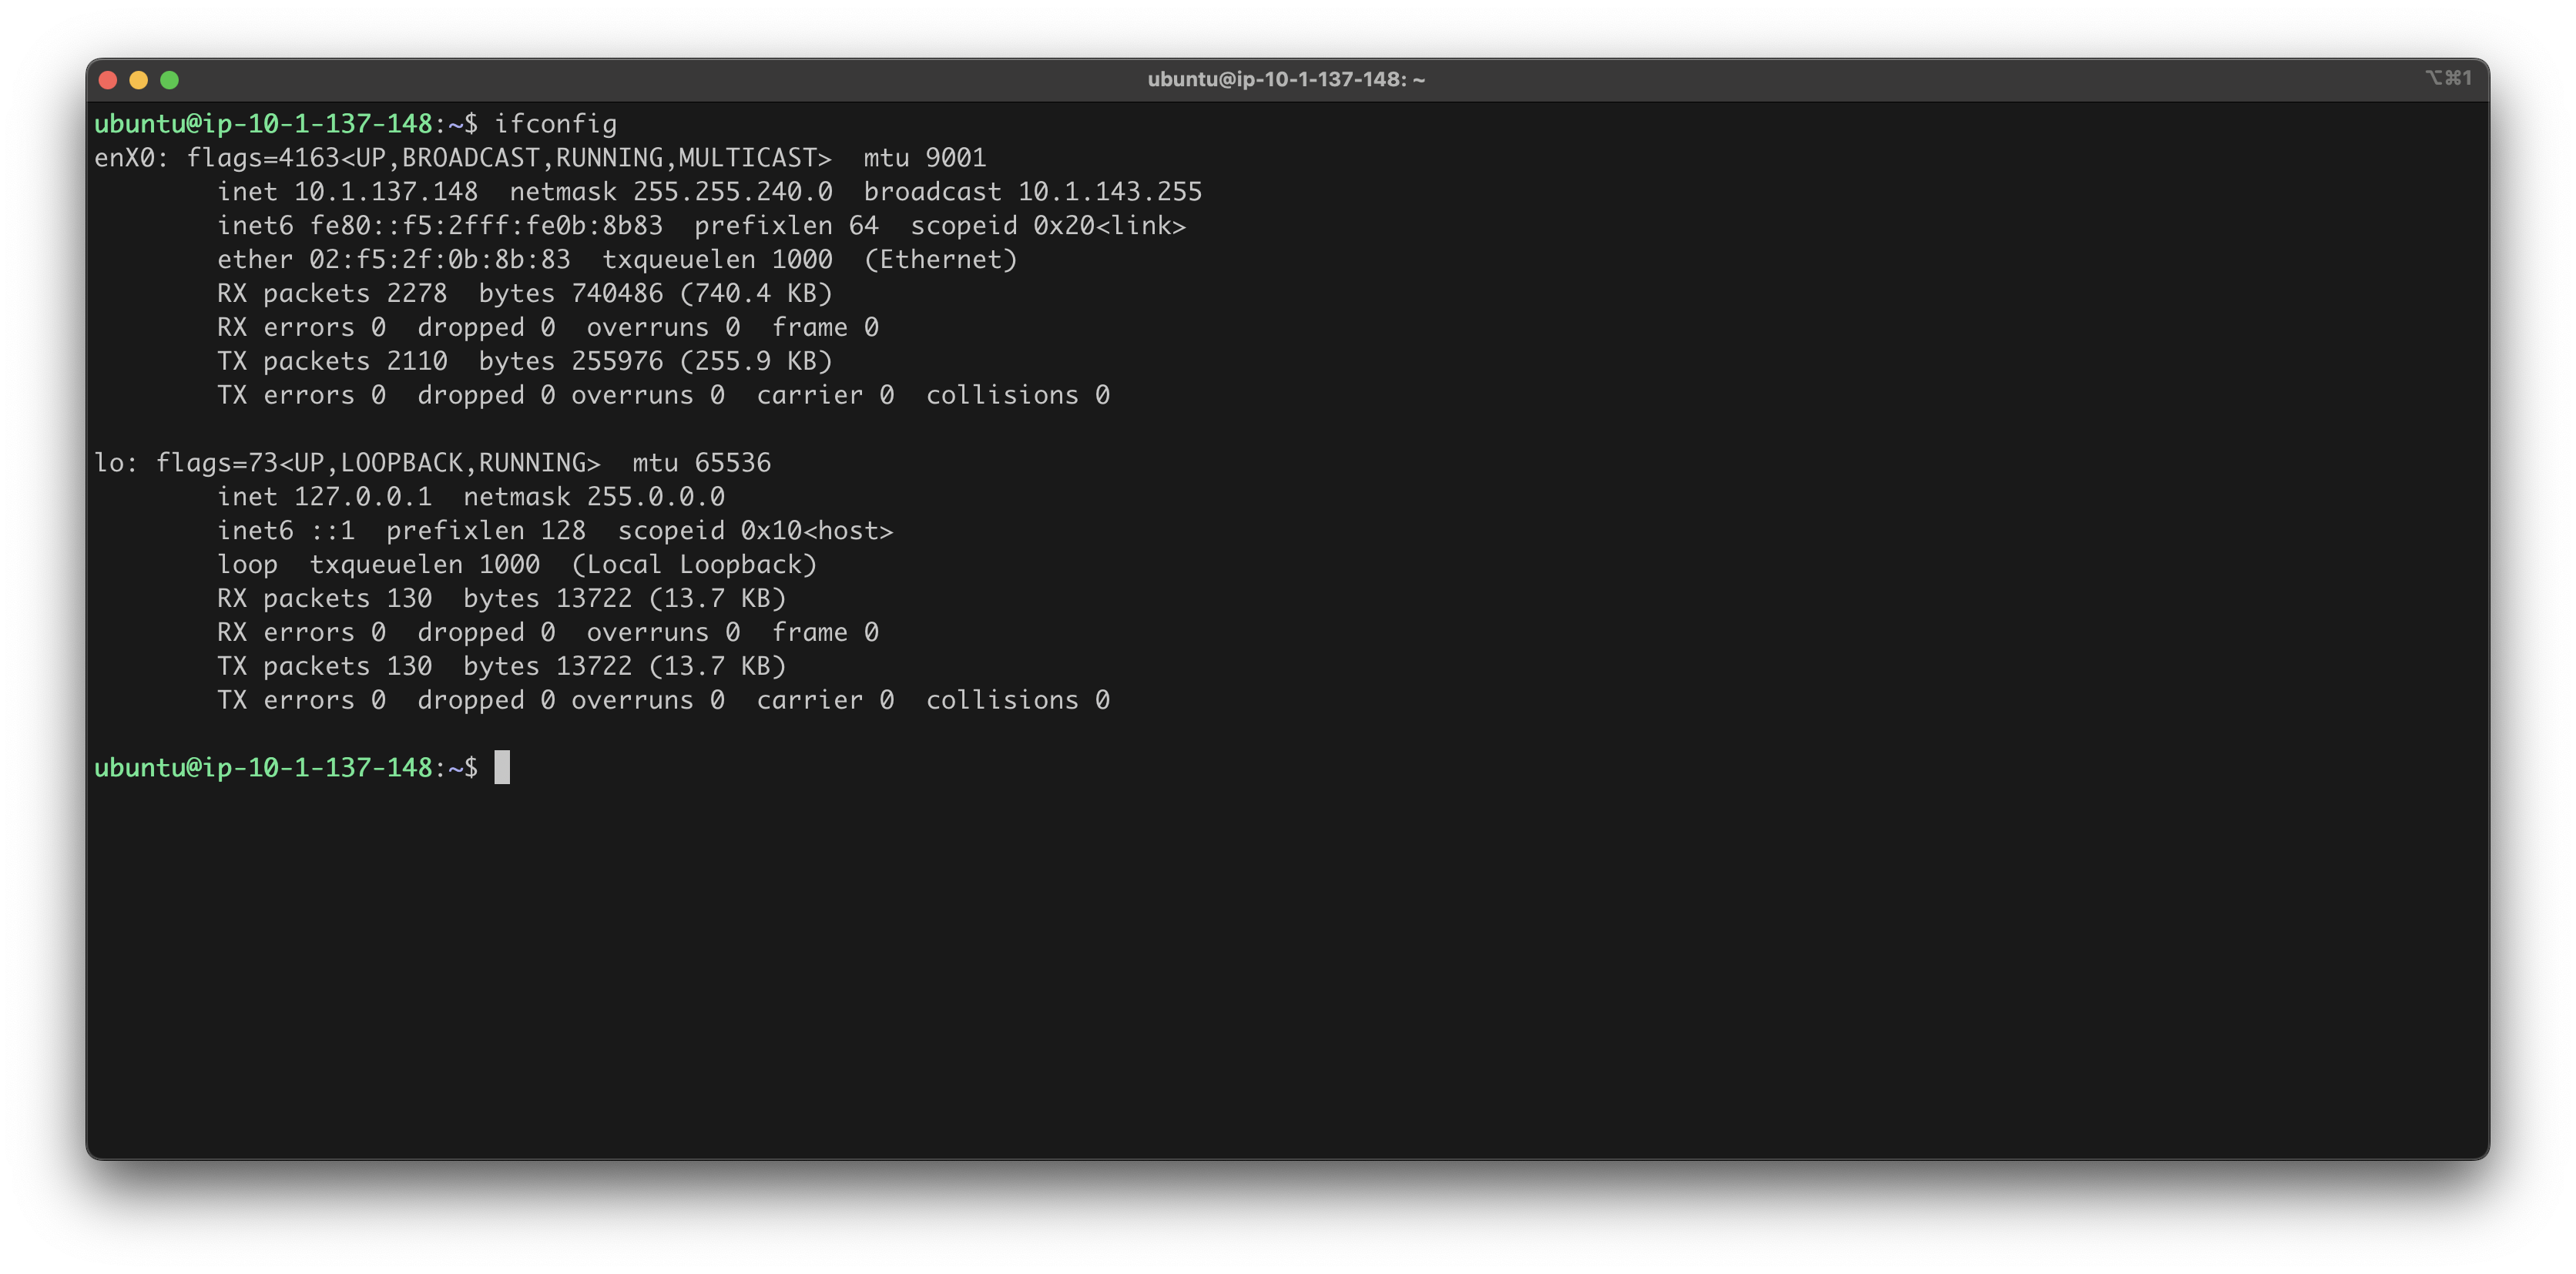 ubuntu@ip-10-1-137-148: ~
⌥⌘1
ubuntu@ip-10-1-137-148:~$ ifconfig
enX0: flags=4163<UP,BROADCAST,RUNNING,MULTICAST>  mtu 9001
        inet 10.1.137.148  netmask 255.255.240.0  broadcast 10.1.143.255
        inet6 fe80::f5:2fff:fe0b:8b83  prefixlen 64  scopeid 0x20<link>
        ether 02:f5:2f:0b:8b:83  txqueuelen 1000  (Ethernet)
        RX packets 2278  bytes 740486 (740.4 KB)
        RX errors 0  dropped 0  overruns 0  frame 0
        TX packets 2110  bytes 255976 (255.9 KB)
        TX errors 0  dropped 0 overruns 0  carrier 0  collisions 0

lo: flags=73<UP,LOOPBACK,RUNNING>  mtu 65536
        inet 127.0.0.1  netmask 255.0.0.0
        inet6 ::1  prefixlen 128  scopeid 0x10<host>
        loop  txqueuelen 1000  (Local Loopback)
        RX packets 130  bytes 13722 (13.7 KB)
        RX errors 0  dropped 0  overruns 0  frame 0
        TX packets 130  bytes 13722 (13.7 KB)
        TX errors 0  dropped 0 overruns 0  carrier 0  collisions 0

ubuntu@ip-10-1-137-148:~$